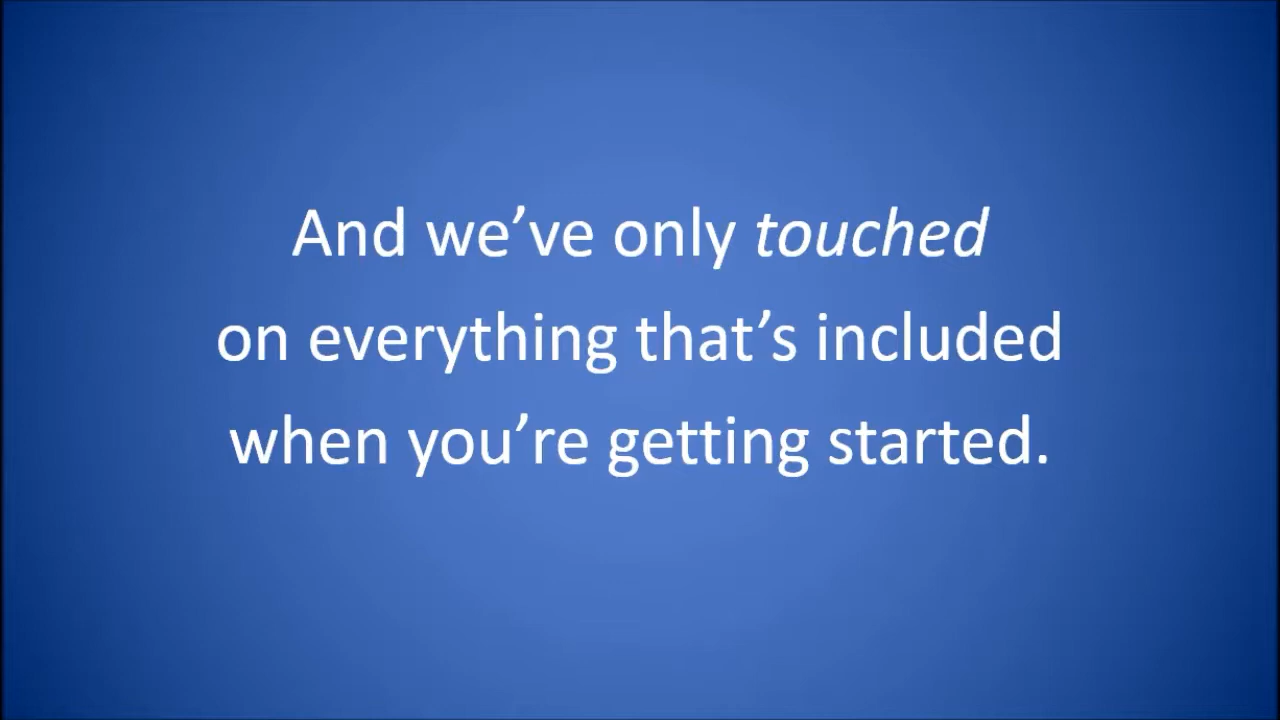 And we’ve only touched
on everything that’s included
when you’re getting started.